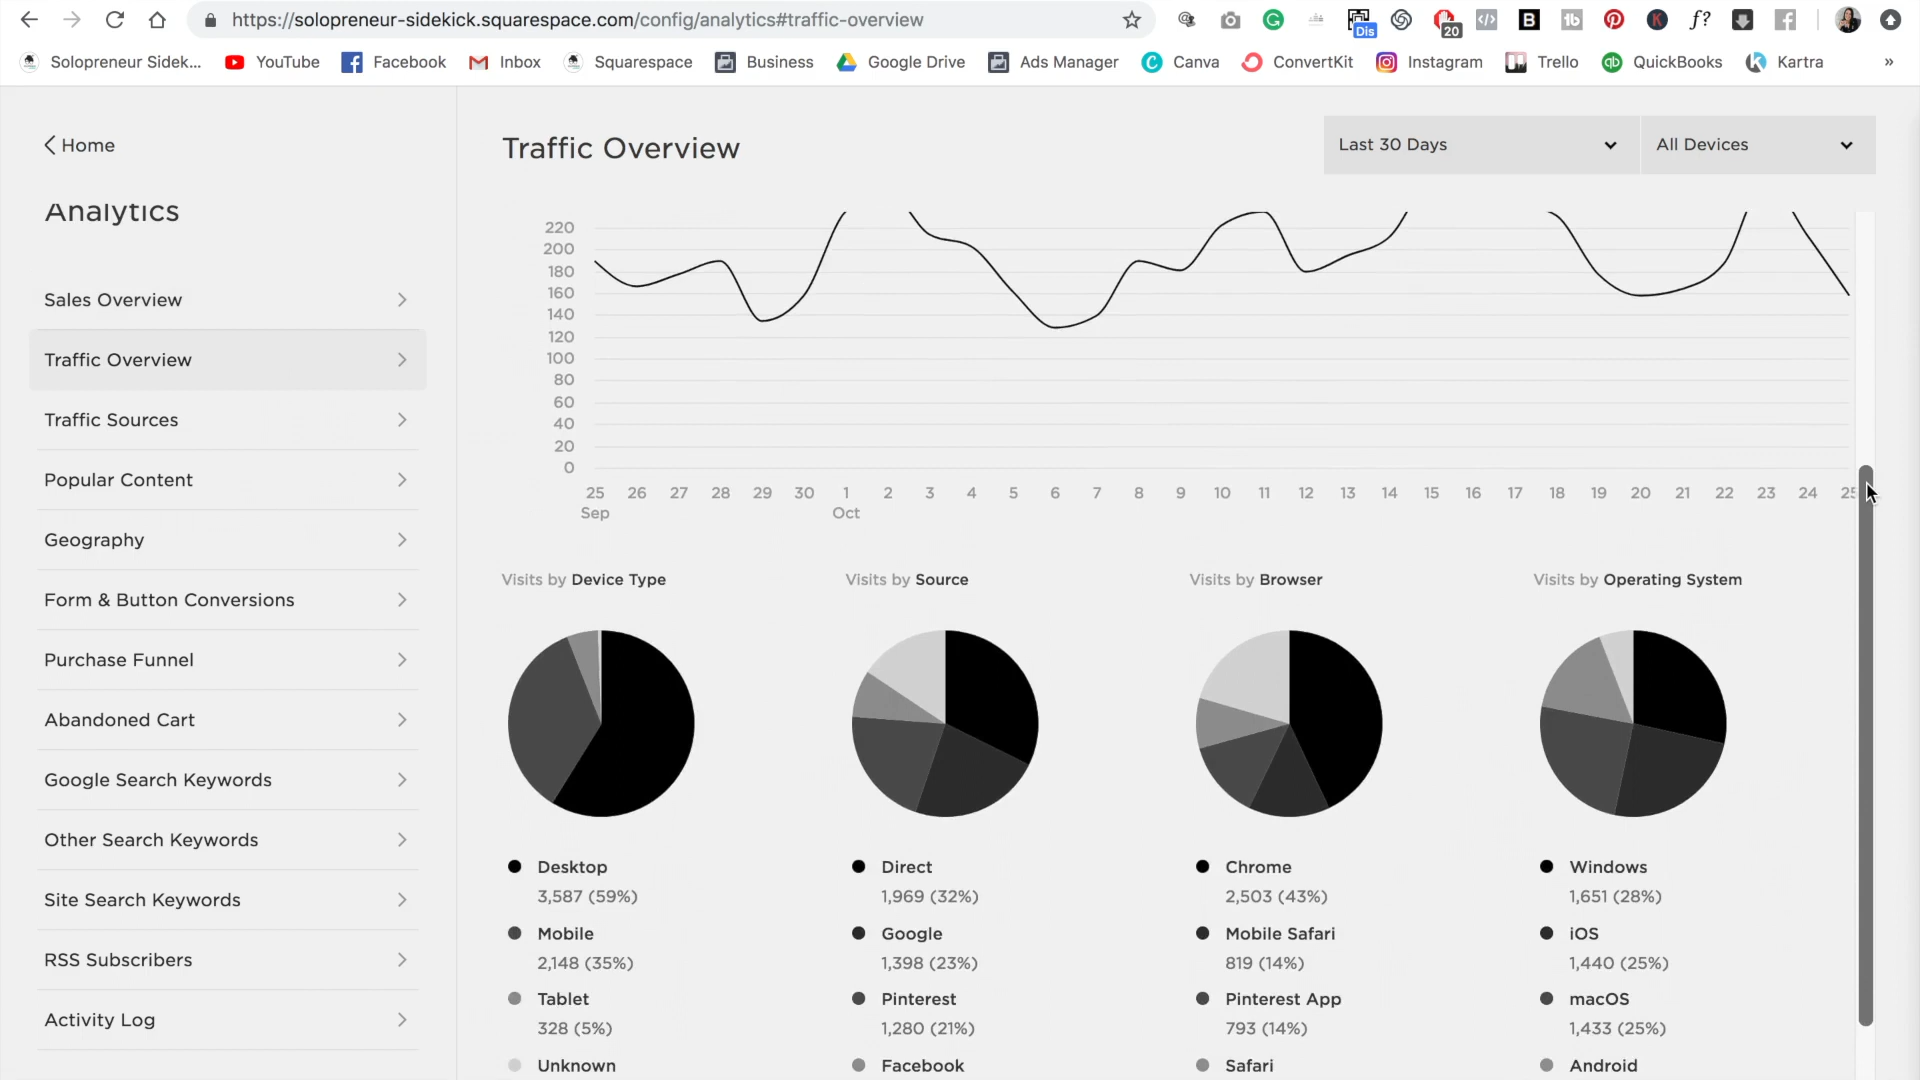 https://solopreneur-sidekick.squarespace.com/config/analytics#traffic-overview
Dis
20
</>
B
tb
K
f?
Solopreneur Sidek...
YouTube
Facebook
Inbox
Squarespace
Business
Google Drive
Ads Manager
Canva
ConvertKit
Instagram
Trello
QuickBooks
Kartra
»
Home
Analytics
Sales Overview
Traffic Overview
Traffic Sources
Popular Content
Geography
Form & Button Conversions
Purchase Funnel
Abandoned Cart
Google Search Keywords
Other Search Keywords
Site Search Keywords
RSS Subscribers
Activity Log
Traffic Overview
Last 30 Days
All Devices
220
200
180
160
140
120
100
80
60
40
20
0
25 26 27 28 29 30 1 2 3 4 5 6 7 8 9 10 11 12 13 14 15 16 17 18 19 20 21 22 23 24 25
Sep Oct
Visits by Device Type
Desktop
3,587 (59%)
Mobile
2,148 (35%)
Tablet
328 (5%)
Unknown
Visits by Source
Direct
1,969 (32%)
Google
1,398 (23%)
Pinterest
1,280 (21%)
Facebook
Visits by Browser
Chrome
2,503 (43%)
Mobile Safari
819 (14%)
Pinterest App
793 (14%)
Safari
Visits by Operating System
Windows
1,651 (28%)
iOS
1,440 (25%)
macOS
1,433 (25%)
Android